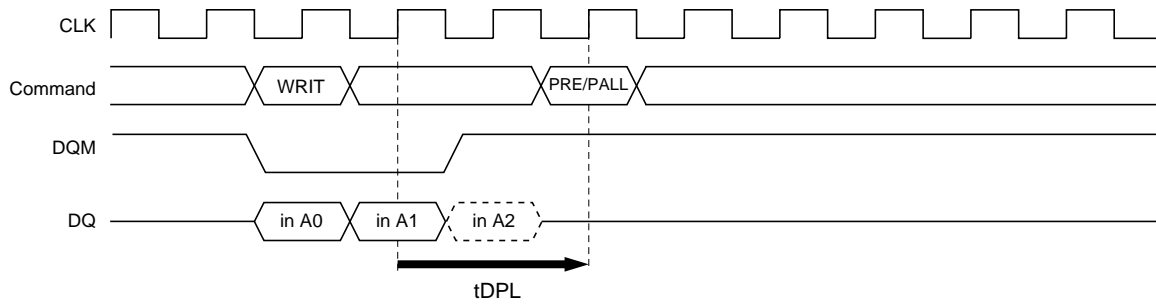 CLK
Command WRIT PRE/PALL
DQM
DQ in A0 in A1 in A2
tDPL